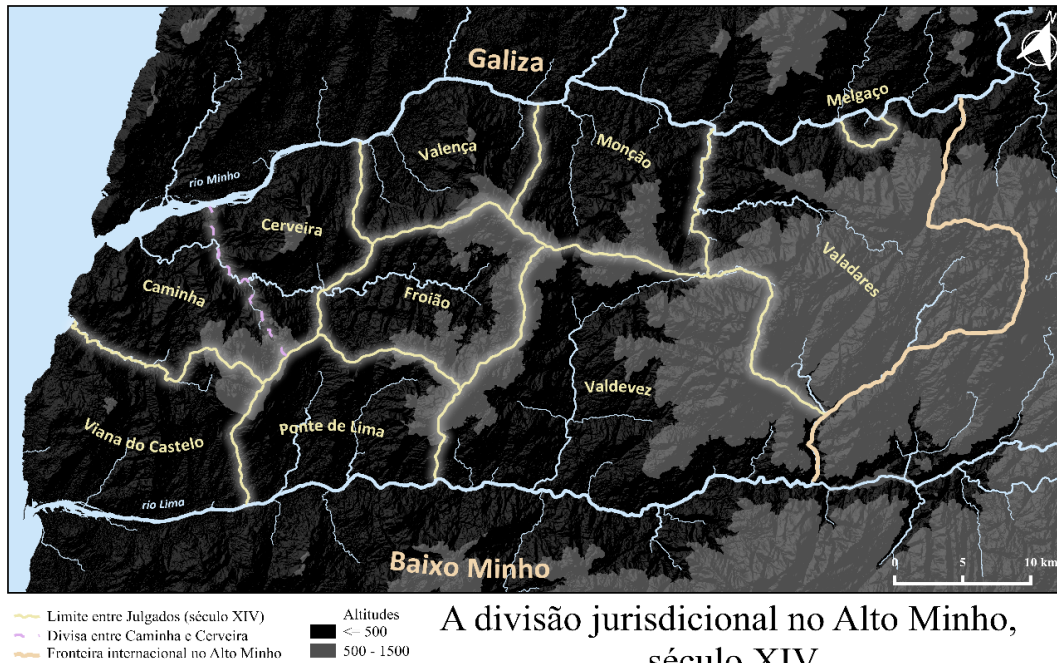 N
Galiza
Melgaço
Valença
Monção
rio Minho
Cerveira
Valadares
Caminha
Froião
Valdevez
Viana do Castelo
Ponte de Lima
rio Lima
Baixo Minho
0 5 10 km
Limite entre Julgados (século XIV)
Divisa entre Caminha e Cerveira
Fronteira internacional no Alto Minho
Altitudes
<- 500
500 - 1500
A divisão jurisdicional no Alto Minho,
século XIV